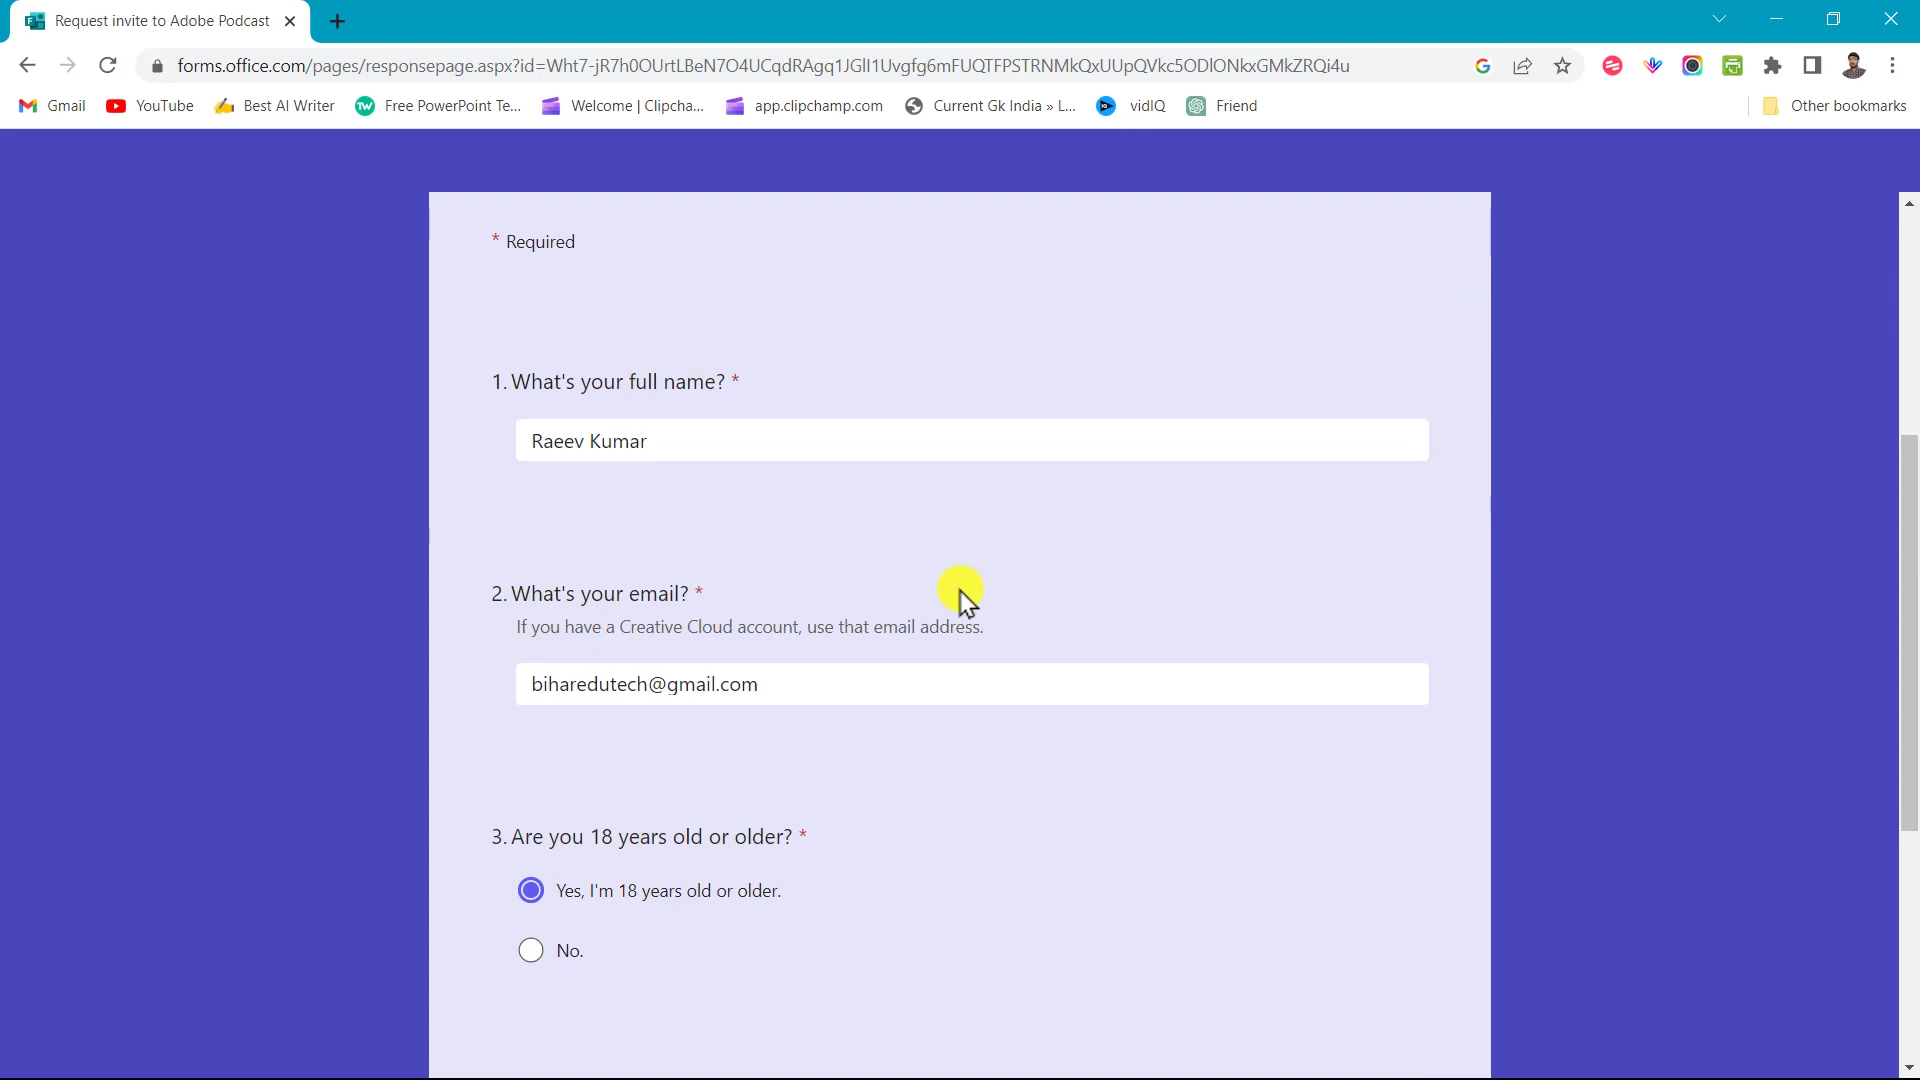 Request invite to Adobe Podcast
forms.office.com/pages/responsepage.aspx?id=Wht7-jR7h0OUrtLBeN7O4UCqdRAgq1JGlI1Uvgfg6mFUQTFPSTRNMkQxUUpQVkc5ODlONkxGMkZRQi4u
Gmail YouTube Best AI Writer Free PowerPoint Te... Welcome | Clipcha... app.clipchamp.com Current Gk India » L... vidIQ Friend Other bookmarks
* Required
1. What's your full name? *
Raeev Kumar
2. What's your email? *
If you have a Creative Cloud account, use that email address.
biharedutech@gmail.com
3. Are you 18 years old or older? *
Yes, I'm 18 years old or older.
No.